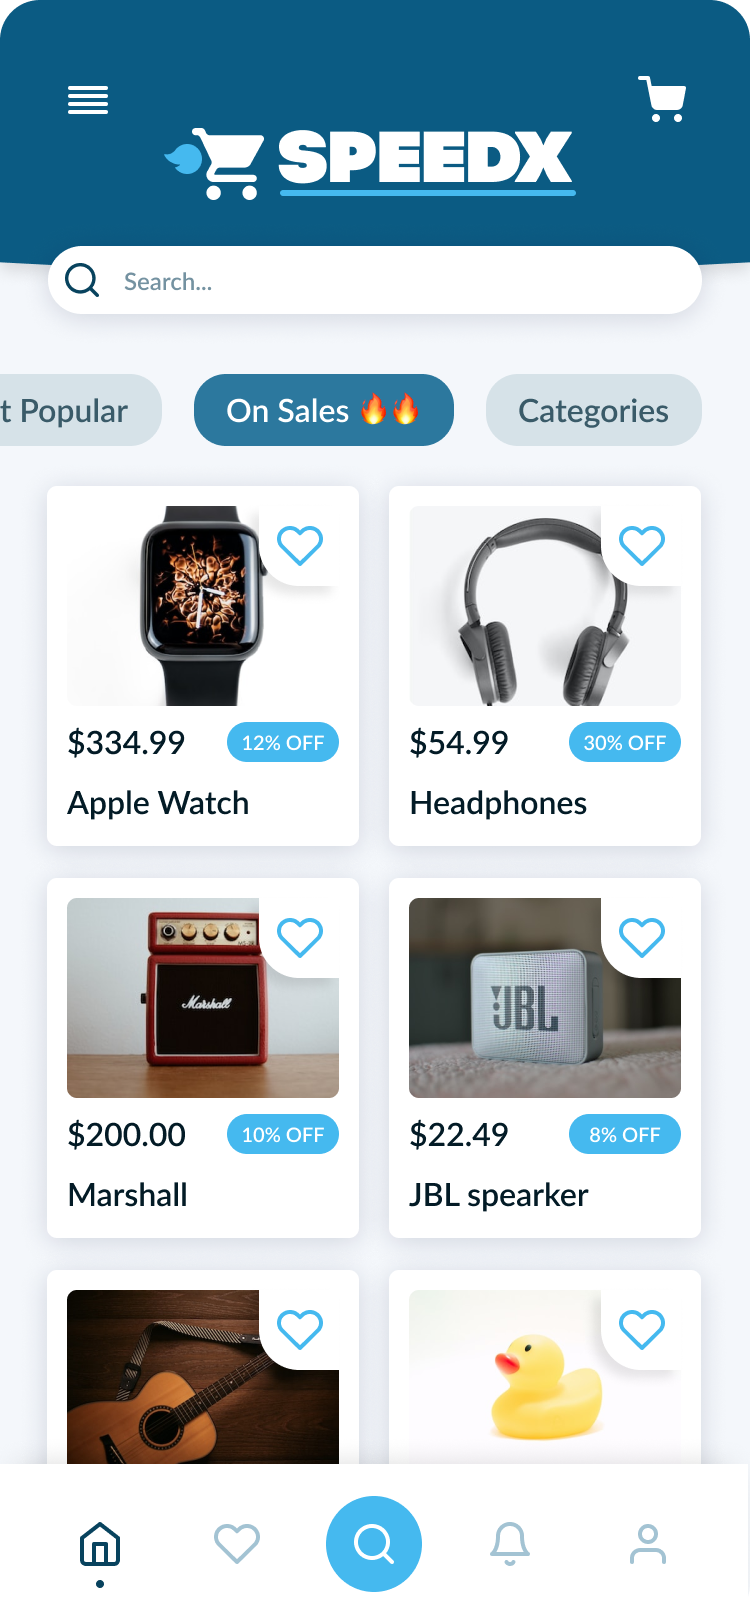 SPEEDX
Search...
t Popular
On Sales 🔥🔥
Categories
$334.99
12% OFF
Apple Watch
$54.99
30% OFF
Headphones
Marshall
$200.00
10% OFF
Marshall
JBL
$22.49
8% OFF
JBL spearker